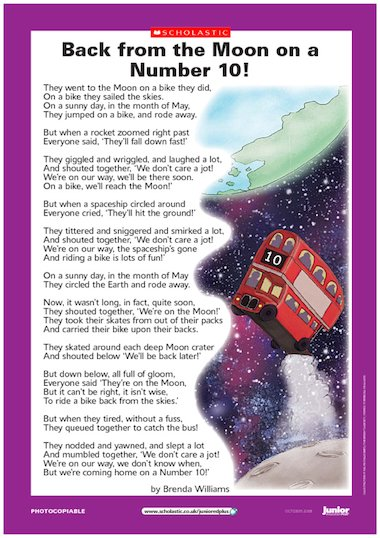 SCHOLASTIC
Back from the Moon on a
Number 10!
They went to the Moon on a bike they did,
On a bike they sailed the skies.
On a sunny day, in the month of May,
They jumped on a bike, and rode away.
But when a rocket zoomed right past
Everyone said, ‘They’ll fall down fast!’
They giggled and wriggled, and laughed a lot,
And shouted together, ‘We don’t care a jot!
We’re on our way, we’ll be there soon.
On a bike, we’ll reach the Moon!’
But when a spaceship circled around
Everyone cried, ‘They’ll hit the ground!’
They tittered and sniggered and smirked a lot,
And shouted together, ‘We don’t care a jot!
We’re on our way, the spaceship’s gone
And riding a bike is lots of fun!’
On a sunny day, in the month of May
They circled the Earth and rode away.
Now, it wasn’t long, in fact, quite soon,
They shouted together, ‘We’re on the Moon!’
They took their skates from out of their packs
And carried their bike upon their backs.
They skated around each deep Moon crater
And shouted below ‘We’ll be back later!’
But down below, all full of gloom,
Everyone said ‘They’re on the Moon,
But it can’t be right, it isn’t wise,
To ride a bike back from the skies.’
But when they tired, without a fuss,
They queued together to catch the bus!
They nodded and yawned, and slept a lot
And mumbled together, ‘We don’t care a jot!
We’re on our way, we don’t know when,
But we’re coming home on a Number 10!’
by Brenda Williams
10
PHOTOCOPIABLE
www.scholastic.co.uk/junioredplus
OCTOBER 2008
Junior